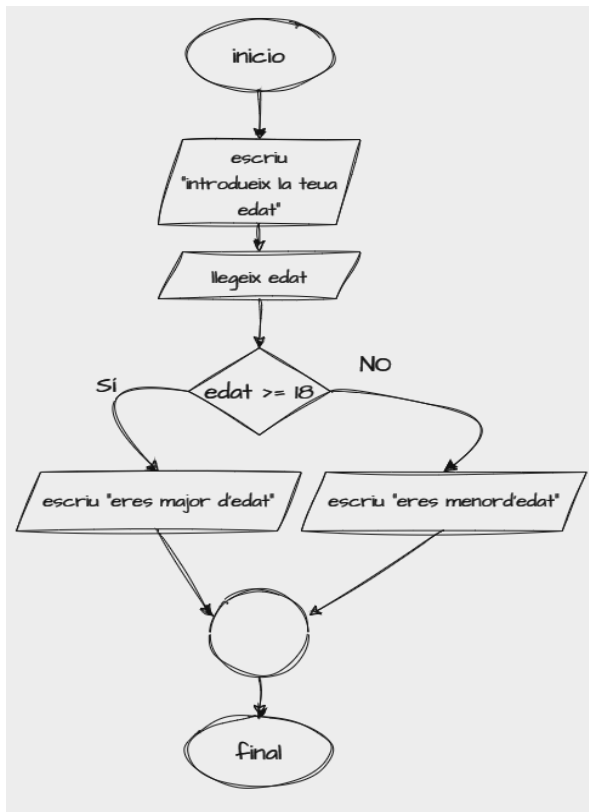 inicio
escriu
"introdueix la teua
edat"
llegeix edat
NO
SÍ
edat >= 18
escriu "eres major d'edat"
escriu "eres menord'edat"
final